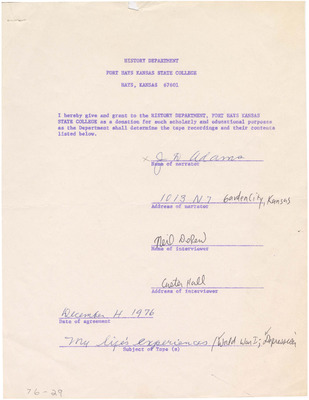 HISTORY DEPARTMENT
FORT HAYS KANSAS STATE COLLEGE
HAYS, KANSAS 67601
I hereby give and grant to the HISTORY DEPARTMENT, FORT HAYS KANSAS
STATE COLLEGE as a donation for such scholarly and educational purposes
as the Department shall determine the tape recordings and their contents
listed below.
x J. R. Adams
Name of narrator
1013 N 7 Garden City, Kansas
Address of narrator
Neil
Name of interviewer
Custer Hall
Address of interviewer
December 4 1976
Date of agreement
My life's experiences (World War I; Depression
Subject of Tape (s)
76-29